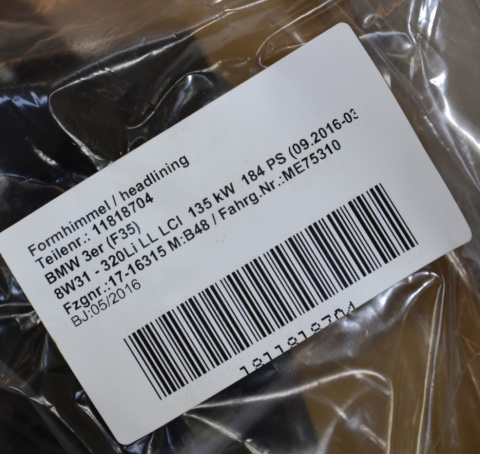 Formhimmel / headlining
Teilenr.: 11818704
BMW 3er (F35)
8W31 - 320Li LL LCI 135 kW 184 PS (09.2016-03
Fzgnr.:17-16315 M:B48 / Fahrg.Nr.:ME75310
BJ:05/2016